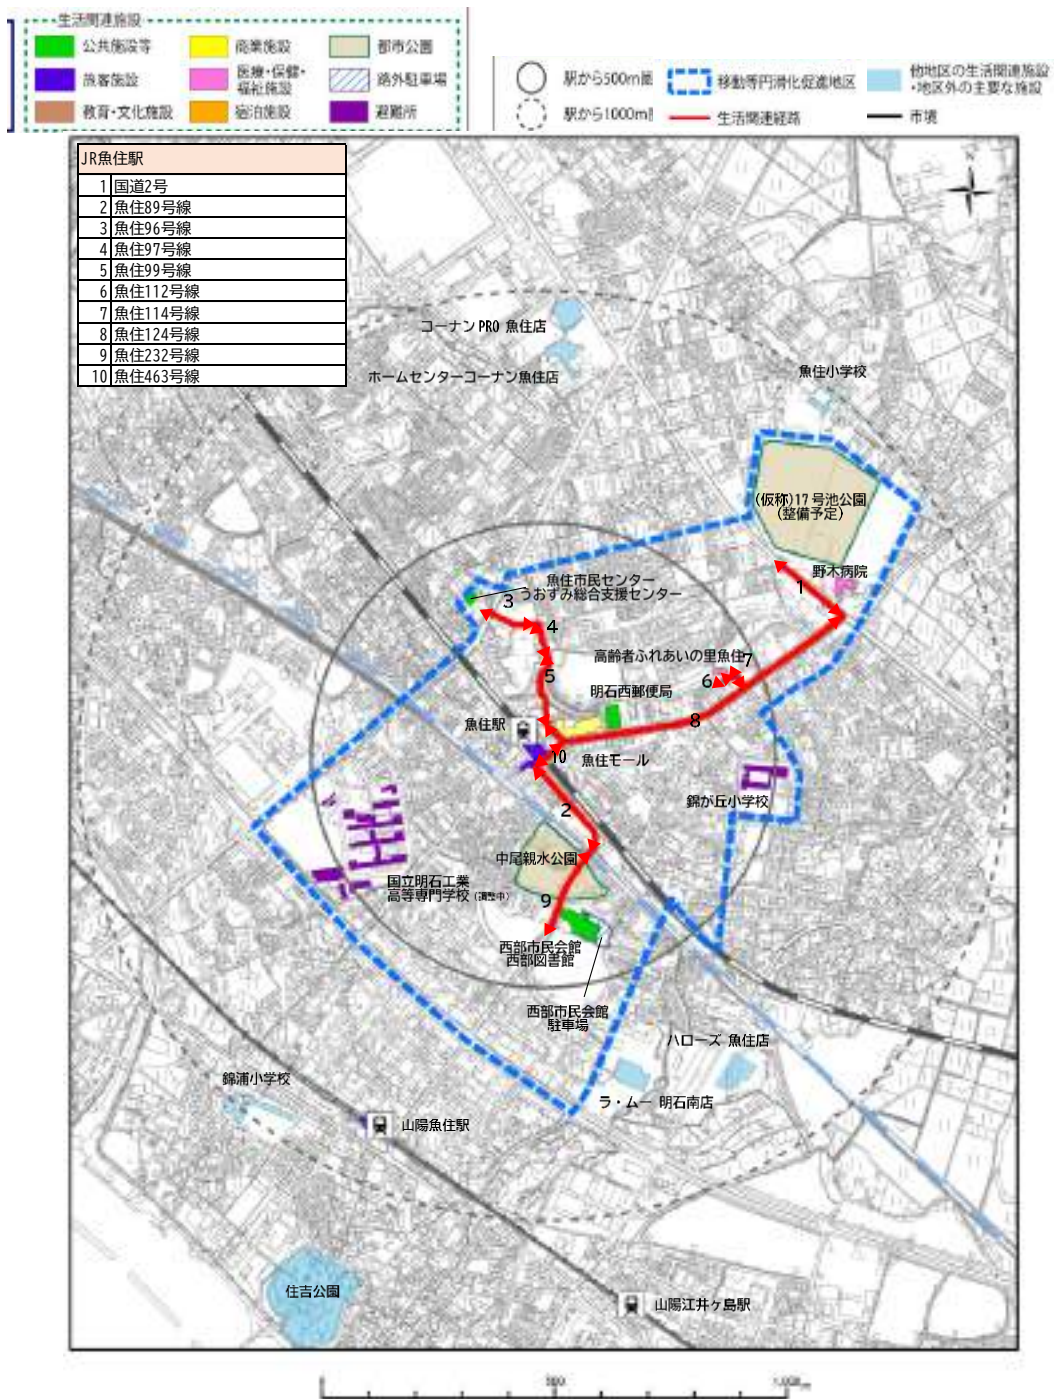 生活関連施設
公共施設等
商業施設
都市公園
旅客施設
医療・保健・
福祉施設
路外駐車場
教育・文化施設
宿泊施設
避難所
駅から500m圏
駅から1000m圏
移動等円滑化促進地区
生活関連経路
他地区の生活関連施設
・地区外の主要な施設
市境
JR魚住駅
1 国道2号
2 魚住89号線
3 魚住96号線
4 魚住97号線
5 魚住99号線
6 魚住112号線
7 魚住114号線
8 魚住124号線
9 魚住232号線
10 魚住463号線
N
コーナン PRO 魚住店
ホームセンターコーナン魚住店
魚住小学校
(仮称)17号池公園
(整備予定)
野木病院
1
魚住市民センター
うおずみ総合支援センター
3
4
高齢者ふれあいの里魚住
7
6
5
明石西郵便局
8
魚住駅
10
魚住モール
錦が丘小学校
2
中尾親水公園
国立明石工業
高等専門学校(調整中)
9
西部市民会館
西部図書館
西部市民会館
駐車場
ハローズ 魚住店
ラ・ムー 明石南店
錦浦小学校
山陽魚住駅
住吉公園
山陽江井ヶ島駅
500
1,000
m